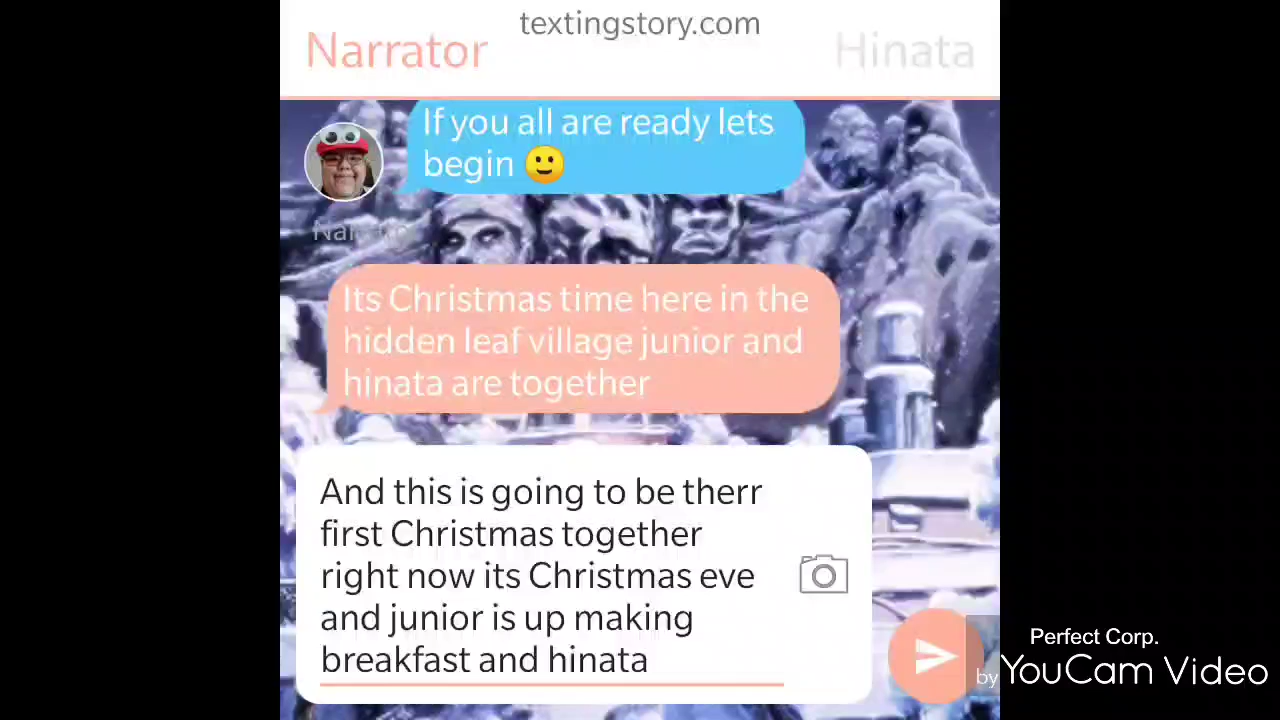 textingstory.com
Narrator
Hinata
If you all are ready lets
begin 🙂
Narrator
Its Christmas time here in the
hidden leaf village junior and
hinata are together
And this is going to be therr
first Christmas together
right now its Christmas eve
and junior is up making
breakfast and hinata
Perfect Corp.
by YouCam Video